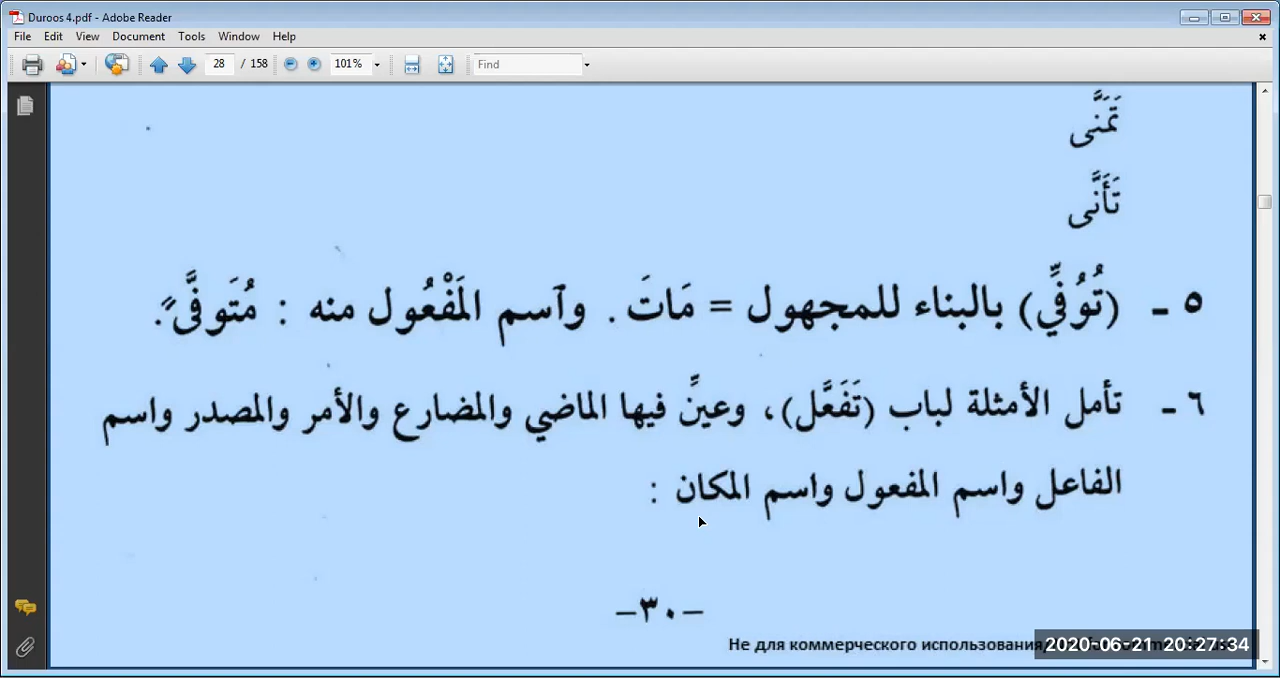 Duroos 4.pdf - Adobe Reader
File Edit View Document Tools Window Help
28 / 158 101% Find
تَمَنَّى
تَأَنَّى
٥ - (تُوُفِّيَ) بالبناء للمجهول = مَاتَ . وٱسم المَفْعُول منه : مُتَوفَّىً.
٦ - تأمل الأمثلة لباب (تَفَعَّل)، وعيِّن فيها الماضي والمضارع والأمر والمصدر واسم
الفاعل واسم المفعول واسم المكان :
-٣٠-
Не для коммерческого использования
2020-06-21 20:27:34